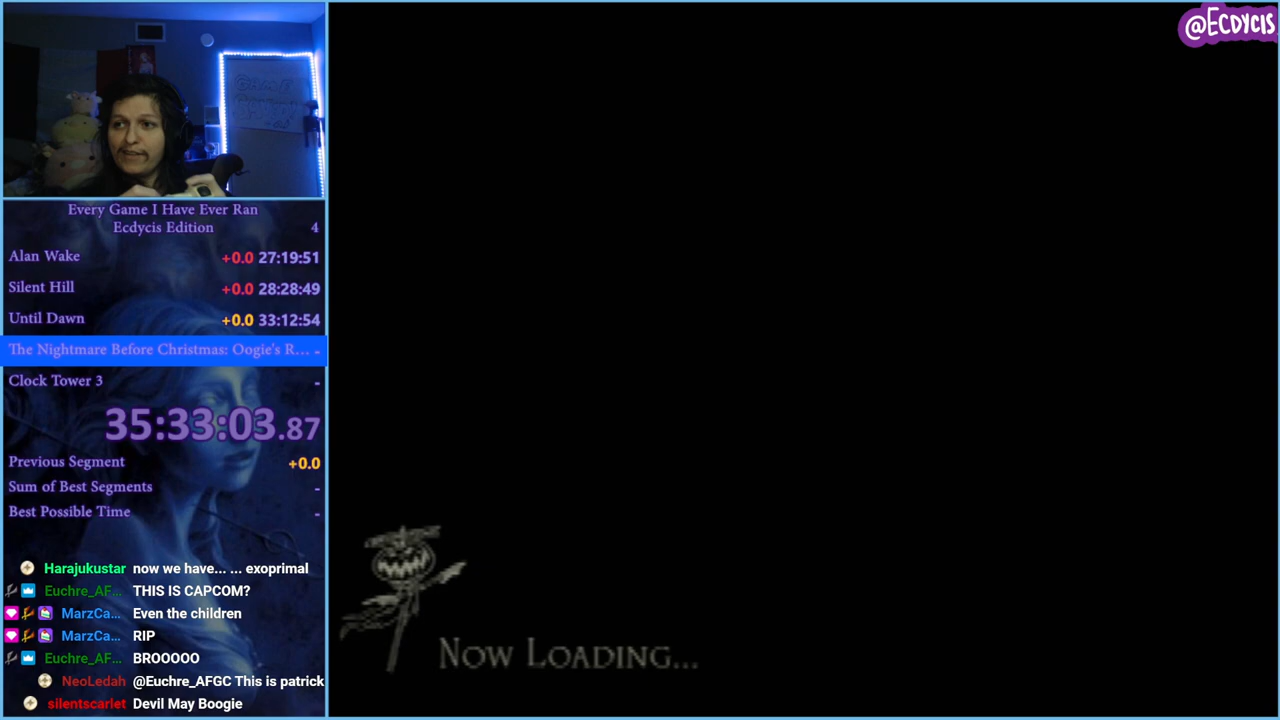 @ECDYCIS
Every Game I Have Ever Ran
Ecdycis Edition 4
Alan Wake +0.0 27:19:51
Silent Hill +0.0 28:28:49
Until Dawn +0.0 33:12:54
The Nightmare Before Christmas: Oogie's R... -
Clock Tower 3 -
35:33:03.87
Previous Segment +0.0
Sum of Best Segments -
Best Possible Time -
Harajukustar now we have... ... exoprimal
Euchre_AF... THIS IS CAPCOM?
MarzCa... Even the children
MarzCa... RIP
Euchre_AF... BROOOOO
NeoLedah @Euchre_AFGC This is patrick
silentscarlet Devil May Boogie
NOW LOADING...